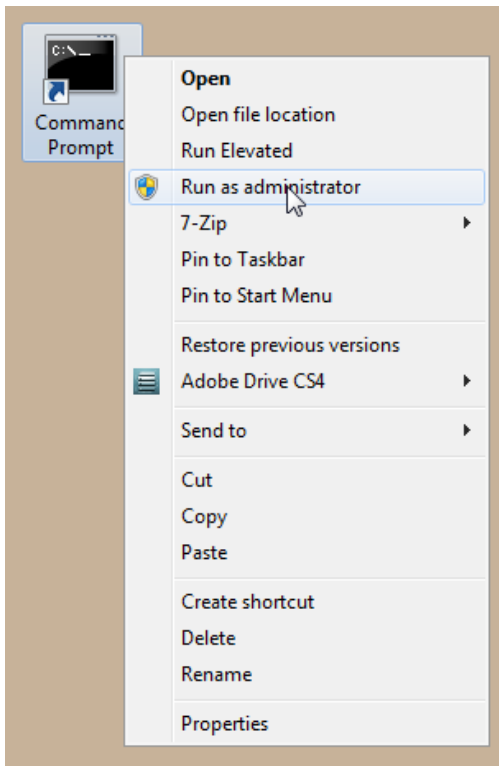 C:\_
Command
Prompt
Open
Open file location
Run Elevated
Run as administrator
7-Zip
Pin to Taskbar
Pin to Start Menu
Restore previous versions
Adobe Drive CS4
Send to
Cut
Copy
Paste
Create shortcut
Delete
Rename
Properties